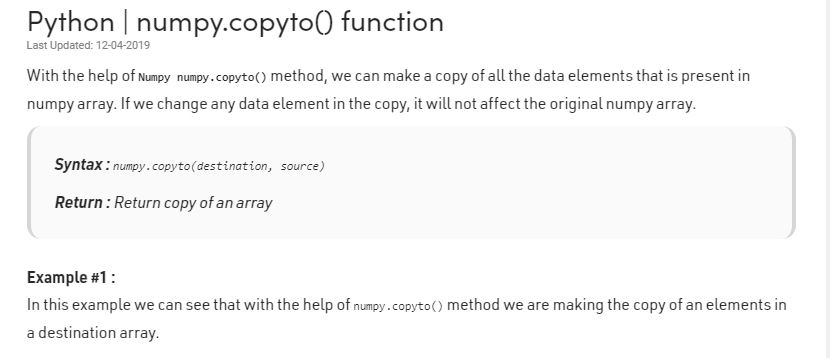 Python | numpy.copyto() function
Last Updated: 12-04-2019
With the help of Numpy numpy.copyto() method, we can make a copy of all the data elements that is present in
numpy array. If we change any data element in the copy, it will not affect the original numpy array.
Syntax : numpy.copyto(destination, source)
Return : Return copy of an array
Example #1 :
In this example we can see that with the help of numpy.copyto() method we are making the copy of an elements in
a destination array.